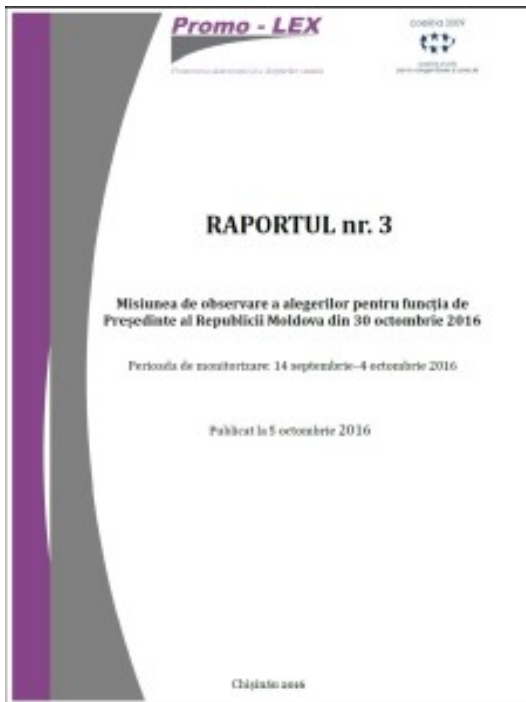 Promo - LEX
RAPORTUL nr. 3
Misiunea de observare a alegerilor pentru funcția de
Președinte al Republicii Moldova din 30 octombrie 2016
Perioada de monitorizare: 14 septembrie–4 octombrie 2016
Publicat la 5 octombrie 2016
Chișinău 2016